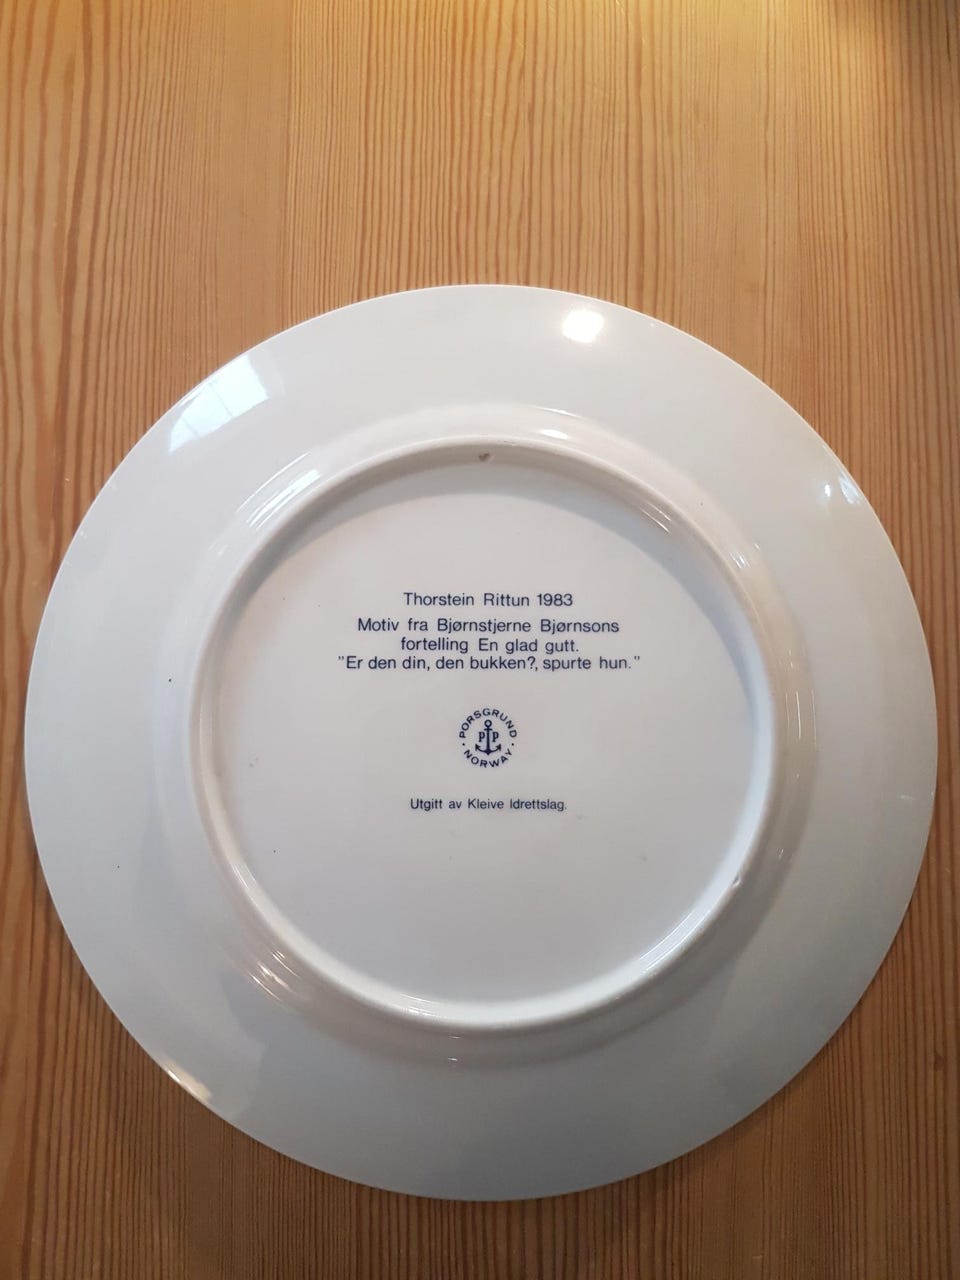 Thorstein Rittun 1983
Motiv fra Bjørnstjerne Bjørnsons
fortelling En glad gutt.
"Er den din, den bukken?, spurte hun."
PORSGRUND
PP
NORWAY
Utgitt av Kleive Idrettslag.